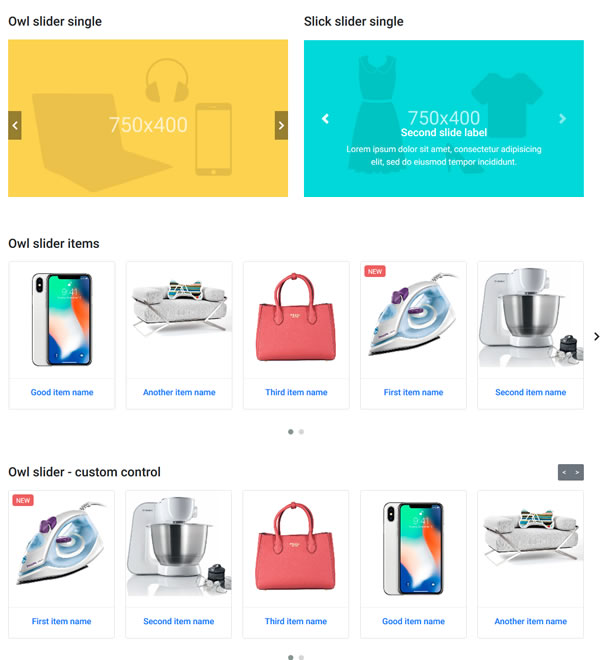 Owl slider single
Slick slider single
750x400
750x400
Second slide label
Lorem ipsum dolor sit amet, consectetur adipisicing
elit, sed do eiusmod tempor incididunt.
Owl slider items
NEW
Good item name
Another item name
Third item name
First item name
Second item name
Owl slider - custom control
< >
NEW
First item name
Second item name
Third item name
Good item name
Another item name